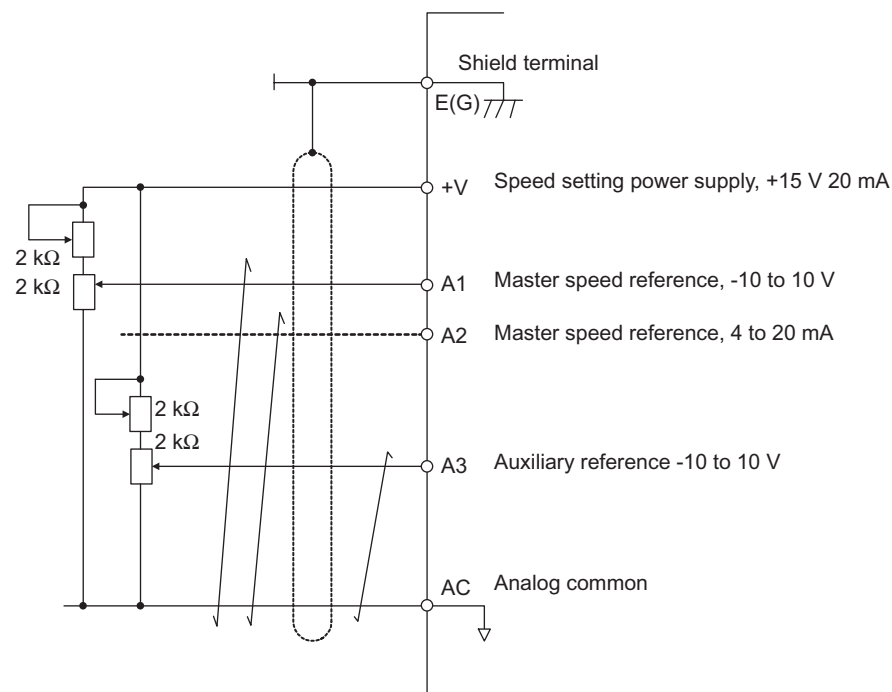 Shield terminal
E(G)
+V Speed setting power supply, +15 V 20 mA
2 kΩ
2 kΩ
A1 Master speed reference, -10 to 10 V
A2 Master speed reference, 4 to 20 mA
2 kΩ
2 kΩ
A3 Auxiliary reference -10 to 10 V
AC Analog common